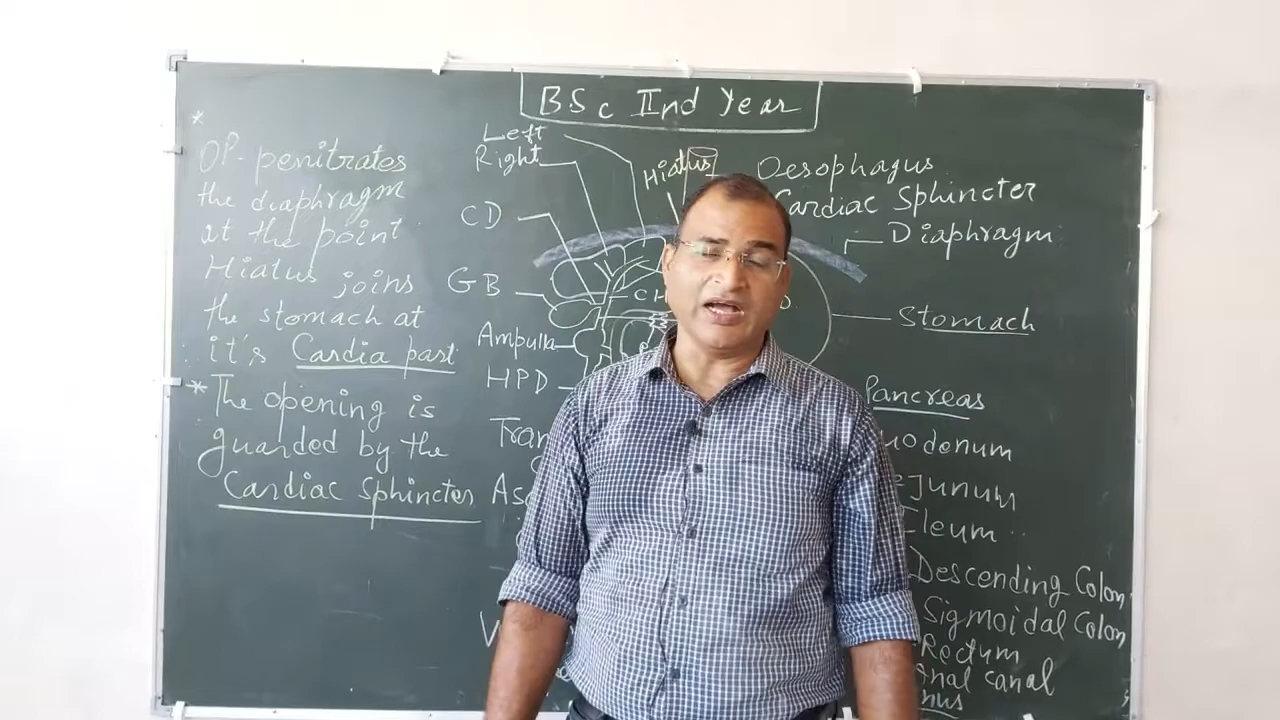 BSc IInd Year
*
OP- penitrates
the diaphragm
at the point
Hiatus joins
the stomach at
it's Cardia part
* The opening is
guarded by the
Cardiac Sphincter
Left
Right
CD
GB
Ampulla
HPD
Hiatus
Oesophagus
Cardiac Sphincter
Diaphragm
Stomach
Pancreas
Descending Colon
Sigmoidal Colon
Rectum